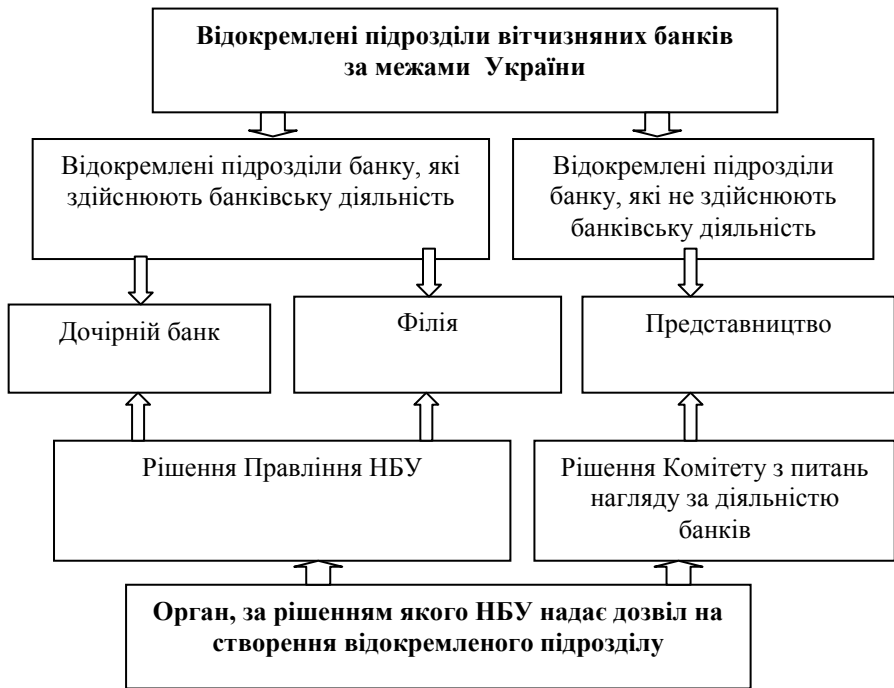 Відокремлені підрозділи вітчизняних банків
за межами України
Відокремлені підрозділи банку, які
здійснюють банківську діяльність
Відокремлені підрозділи
банку, які не здійснюють
банківську діяльність
Дочірній банк
Філія
Представництво
Рішення Правління НБУ
Рішення Комітету з питань
нагляду за діяльністю
банків
Орган, за рішенням якого НБУ надає дозвіл на
створення відокремленого підрозділу